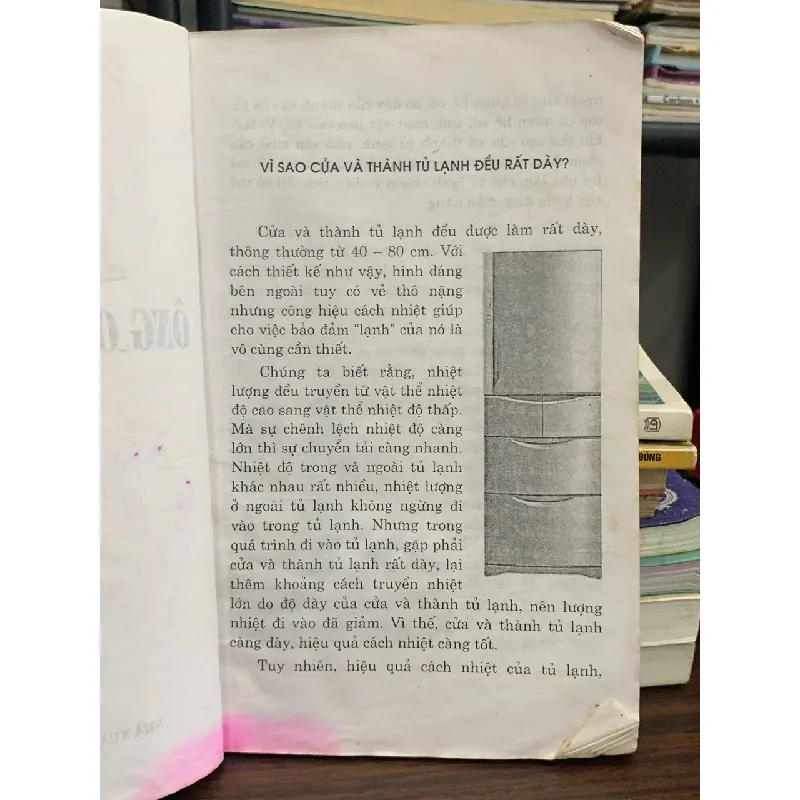 VÌ SAO CỬA VÀ THÀNH TỦ LẠNH ĐỀU RẤT DÀY?
Cửa và thành tủ lạnh đều được làm rất dày,
thông thường từ 40 – 80 cm. Với
cách thiết kế như vậy, hình dáng
bên ngoài tuy có vẻ thô nặng
nhưng công hiệu cách nhiệt giúp
cho việc bảo đảm "lạnh" của nó là
vô cùng cần thiết.
Chúng ta biết rằng, nhiệt
lượng đều truyền từ vật thể nhiệt
độ cao sang vật thể nhiệt độ thấp.
Mà sự chênh lệch nhiệt độ càng
lớn thì sự chuyển tải càng nhanh.
Nhiệt độ trong và ngoài tủ lạnh
khác nhau rất nhiều, nhiệt lượng
ở ngoài tủ lạnh không ngừng đi
vào trong tủ lạnh. Nhưng trong
quá trình đi vào tủ lạnh, gặp phải
cửa và thành tủ lạnh rất dày, lại
thêm khoảng cách truyền nhiệt
lớn do độ dày của cửa và thành tủ lạnh, nên lượng
nhiệt đi vào đã giảm. Vì thế, cửa và thành tủ lạnh
càng dày, hiệu quả cách nhiệt càng tốt.
Tuy nhiên, hiệu quả cách nhiệt của tủ lạnh,
ÔNG
NHÀ XUẤ
Carlson
ĐÔNG